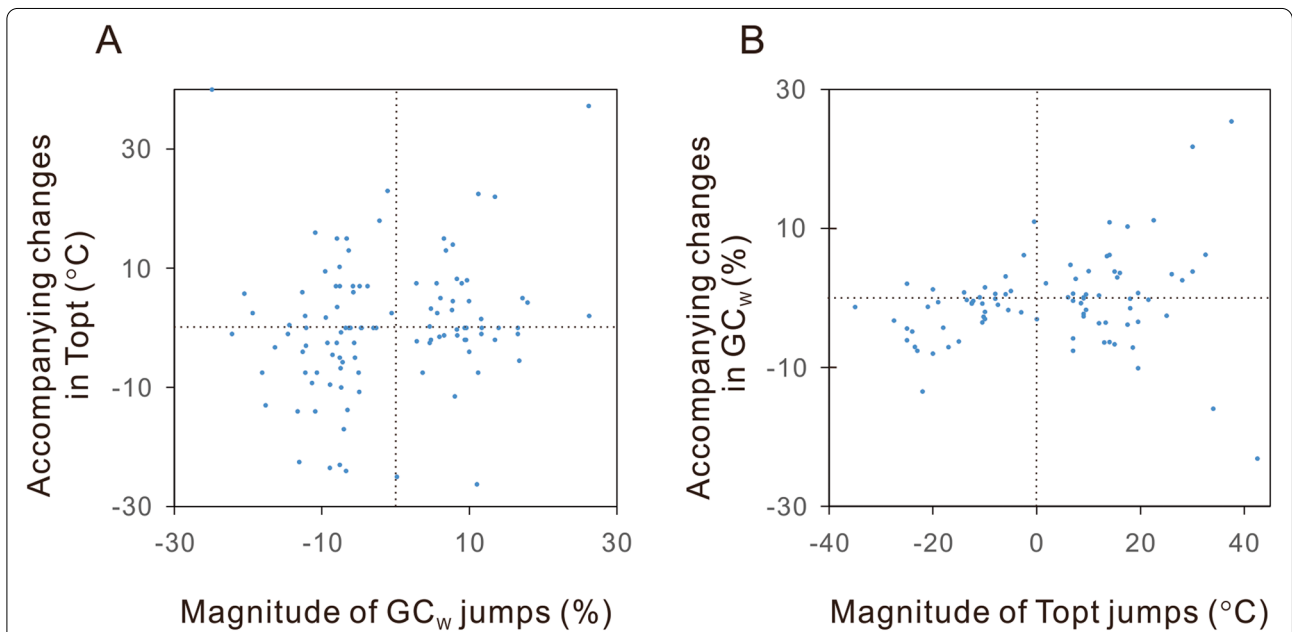 A
Accompanying changes
in Topt (°C)
30
10
-10
-30
-30
-10
10
30
Magnitude of GCw jumps (%)
B
Accompanying changes
in GCw(%)
30
10
-10
-30
-40
-20
0
20
40
Magnitude of Topt jumps (°C)